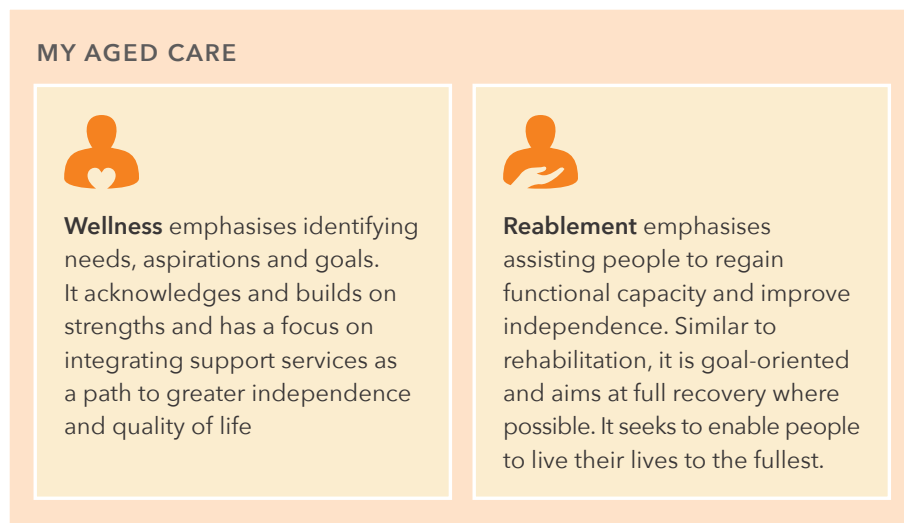 MY AGED CARE
Wellness emphasises identifying
needs, aspirations and goals.
It acknowledges and builds on
strengths and has a focus on
integrating support services as
a path to greater independence
and quality of life
Reablement emphasises
assisting people to regain
functional capacity and improve
independence. Similar to
rehabilitation, it is goal-oriented
and aims at full recovery where
possible. It seeks to enable people
to live their lives to the fullest.